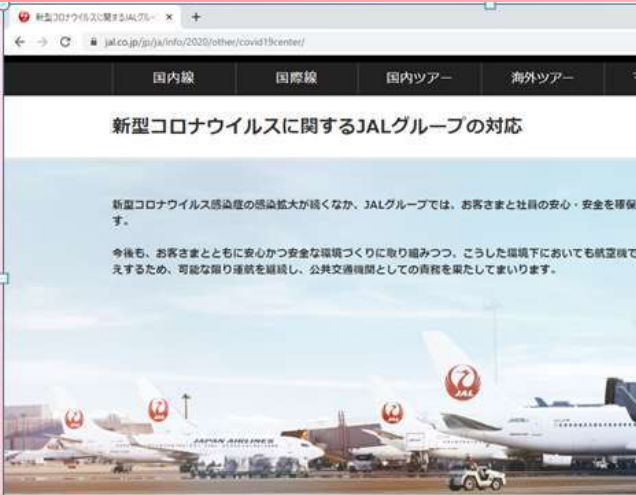 新型コロナウイルスに関するJALグルー
jal.co.jp/jp/ja/info/2020/other/covid19center/
国内線 国際線 国内ツアー 海外ツアー
新型コロナウイルスに関するJALグループの対応
新型コロナウイルス感染症の感染拡大が続くなか、JALグループでは、お客さまと社員の安心・安全を確保
す。
今後も、お客さまとともに安心かつ安全な環境づくりに取り組みつつ、こうした環境下においても航空機で
えするため、可能な限り運航を継続し、公共交通機関としての責務を果たしてまいります。
JAL
JAPAN AIRLINES